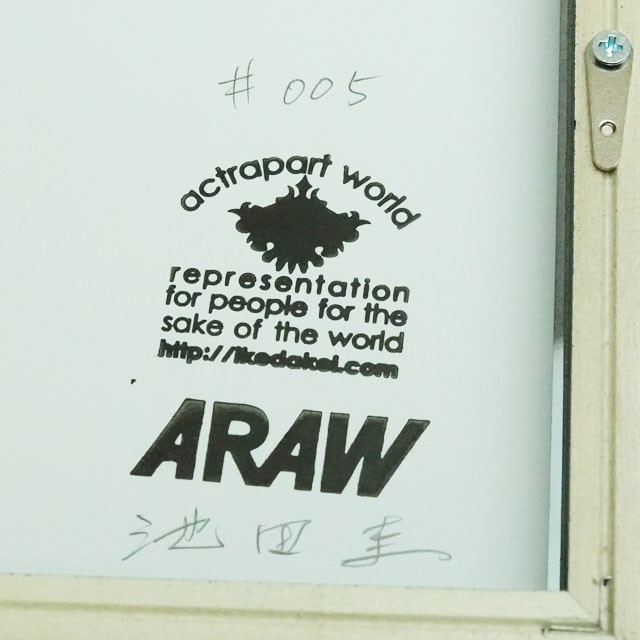 # 005
actrapart world
representation
for people for the
sake of the world
http://ikedakei.com
ARAW
池田圭